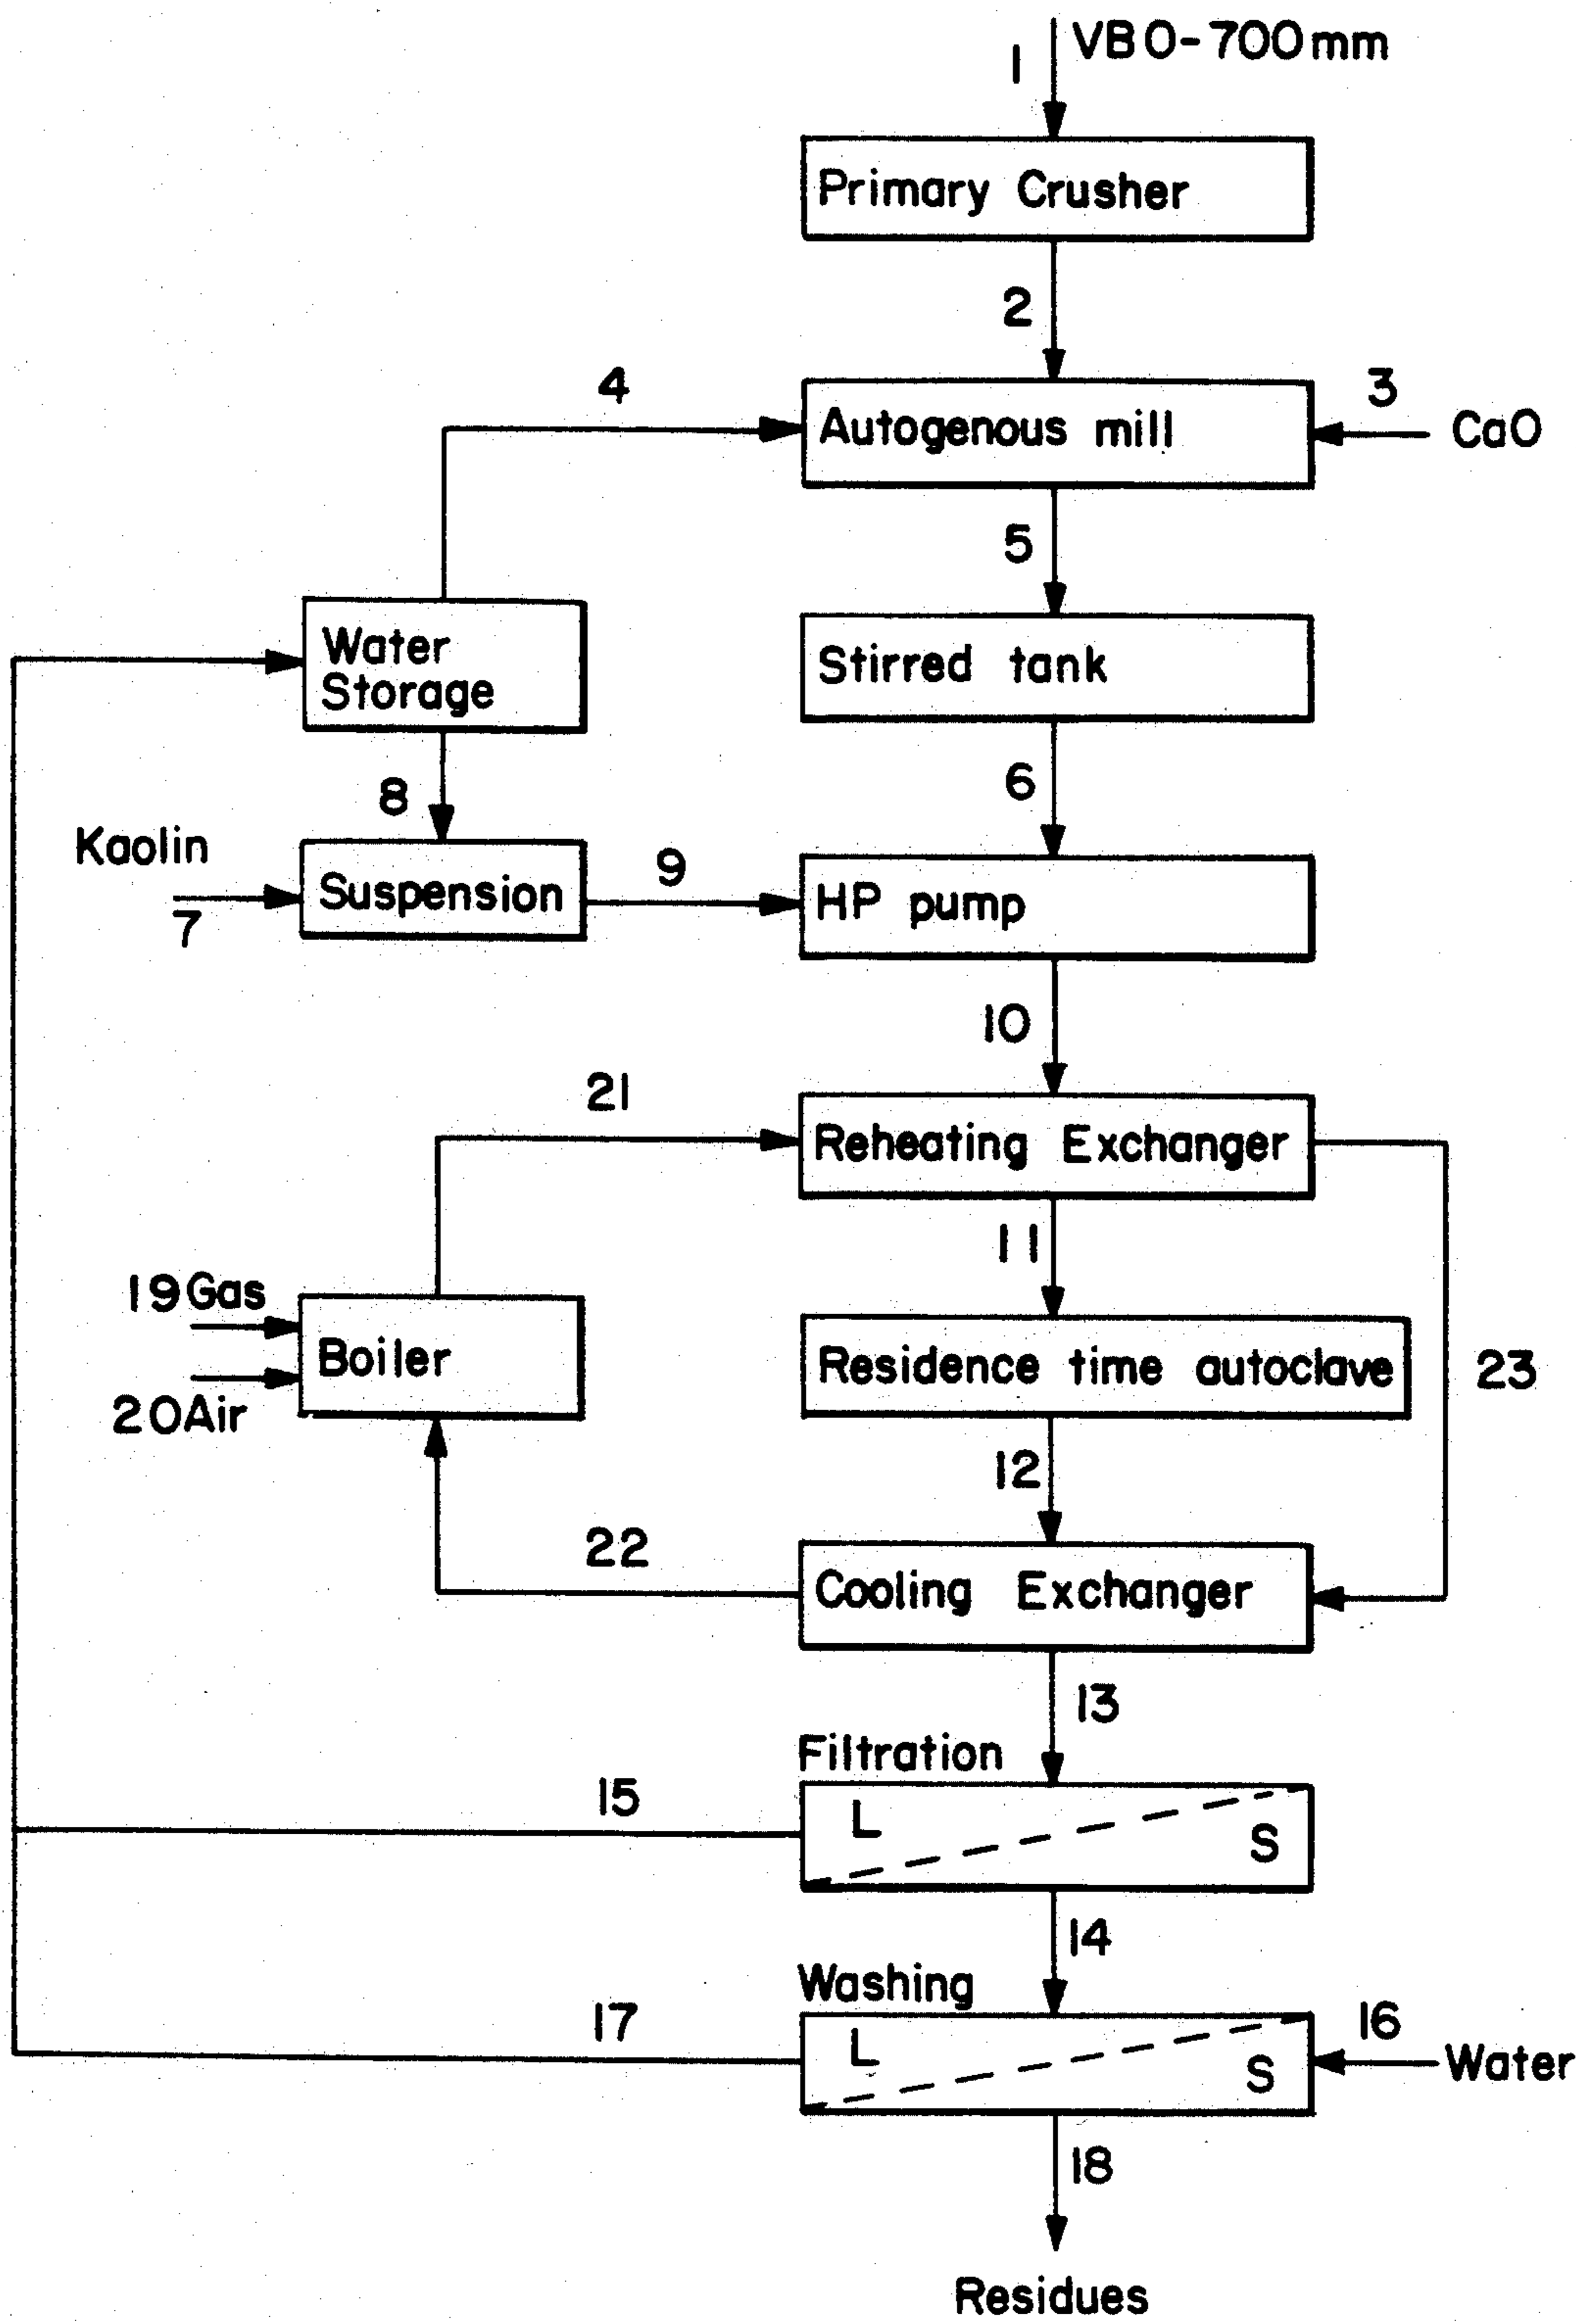 1
VB 0-700mm
Primary Crusher
2
4
3
Autogenous mill
CaO
5
Water
Storage
Stirred tank
8
6
Kaolin
7
Suspension
9
HP pump
10
21
Reheating Exchanger
11
19 Gas
20 Air
Boiler
Residence time autoclave
23
12
22
Cooling Exchanger
13
Filtration
15
L
S
14
Washing
17
L
S
16
Water
18
Residues